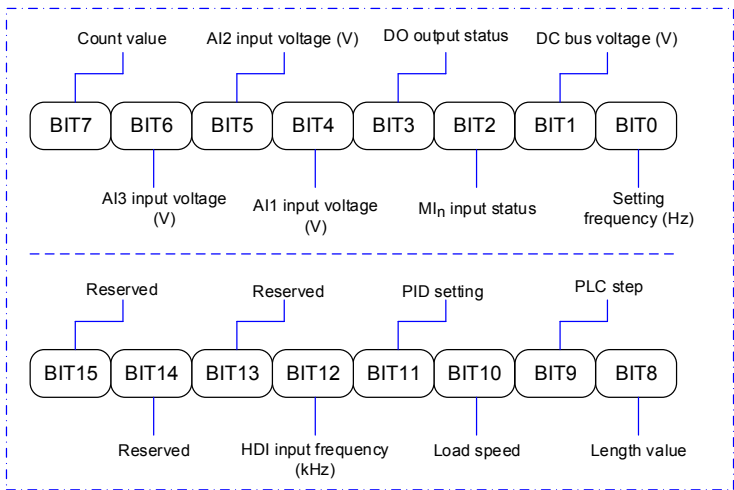 Count value
AI2 input voltage (V)
DO output status
DC bus voltage (V)
BIT7 BIT6 BIT5 BIT4 BIT3 BIT2 BIT1 BIT0
AI3 input voltage
(V)
AI1 input voltage
(V)
MIn input status
Setting
frequency (Hz)
Reserved
Reserved
PID setting
PLC step
BIT15 BIT14 BIT13 BIT12 BIT11 BIT10 BIT9 BIT8
Reserved
HDI input frequency
(kHz)
Load speed
Length value